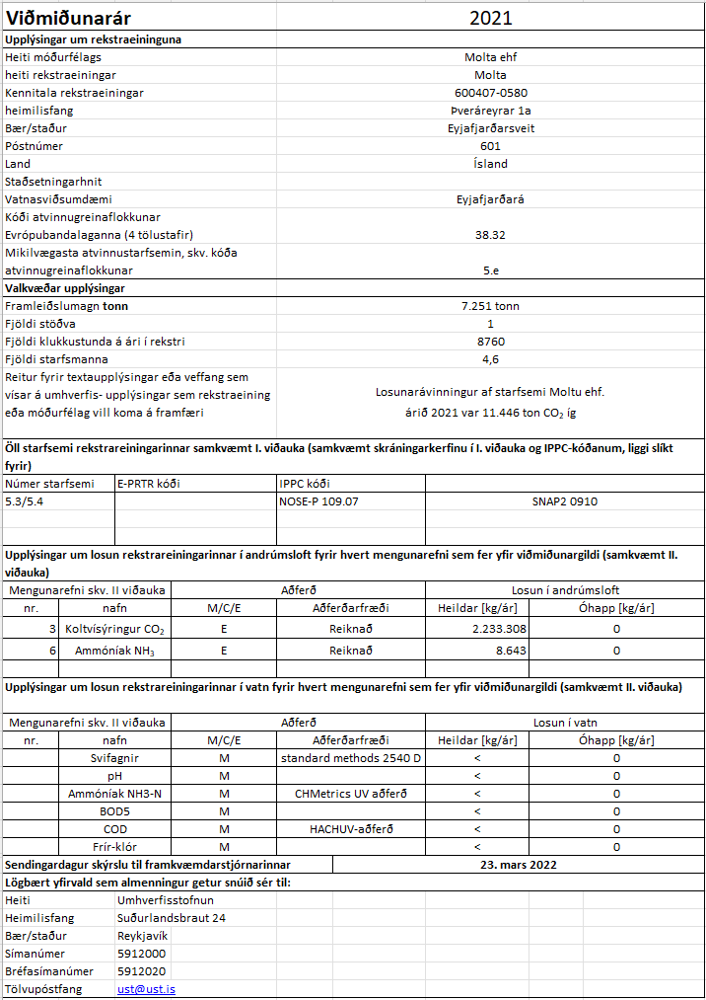 Viðmiðunarár 2021
Upplýsingar um rekstraeininguna
Heiti móðurfélags Molta ehf
heiti rekstraeiningar Molta
Kennitala rekstraeiningar 600407-0580
heimilisfang Þveráreyrar 1a
Bær/staður Eyjafjarðarsveit
Póstnúmer 601
Land Ísland
Staðsetningarhnit
Vatnasviðsumdæmi Eyjafjarðará
Kóði atvinnugreinaflokkunar
Evrópubandalaganna (4 tölustafir) 38.32
Mikilvægasta atvinnustarfsemin, skv. kóða
atvinnugreinaflokkunar 5.e
Valkvæðar upplýsingar
Framleiðslumagn tonn 7.251 tonn
Fjöldi stöðva 1
Fjöldi klukkustunda á ári í rekstri 8760
Fjöldi starfsmanna 4,6
Reitur fyrir textaupplýsingar eða veffang sem
vísar á umhverfis- upplýsingar sem rekstraeining
eða móðurfélag vill koma á framfæri
Losunarávinningur af starfsemi Moltu ehf.
árið 2021 var 11.446 ton CO₂ íg
Öll starfsemi rekstrareiningarinnar samkvæmt I. viðauka (samkvæmt skráningarkerfinu í I. viðauka og IPPC-kóðanum, liggi slíkt
fyrir)
Númer starfsemi E-PRTR kóði IPPC kóði
5.3/5.4 NOSE-P 109.07 SNAP2 0910
Upplýsingar um losun rekstrareiningarinnar í andrúmsloft fyrir hvert mengunarefni sem fer yfir viðmiðunargildi (samkvæmt II.
viðauka)
Mengunarefni skv. II viðauka Aðferð Losun í andrúmsloft
nr. nafn M/C/E Aðferðarfræði Heildar [kg/ár] Óhapp [kg/ár]
3 Koltvísýringur CO₂ E Reiknað 2.233.308 0
6 Ammóníak NH₃ E Reiknað 8.643 0
Upplýsingar um losun rekstrareiningarinnar í vatn fyrir hvert mengunarefni sem fer yfir viðmiðunargildi (samkvæmt II. viðauka)
Mengunarefni skv. II viðauka Aðferð Losun í vatn
nr. nafn M/C/E Aðferðarfræði Heildar [kg/ár] Óhapp [kg/ár]
Svifagnir M standard methods 2540 D < 0
pH M < 0
Ammóníak NH3-N M CHMetrics UV aðferð < 0
BOD5 M < 0
COD M HACHUV-aðferð < 0
Frír-klór M < 0
Sendingardagur skýrslu til framkvæmdarstjórnarinnar 23. mars 2022
Lögbært yfirvald sem almenningur getur snúið sér til:
Heiti Umhverfisstofnun
Heimilisfang Suðurlandsbraut 24
Bær/staður Reykjavík
Símanúmer 5912000
Bréfasímanúmer 5912020
Tölvupóstfang ust@ust.is